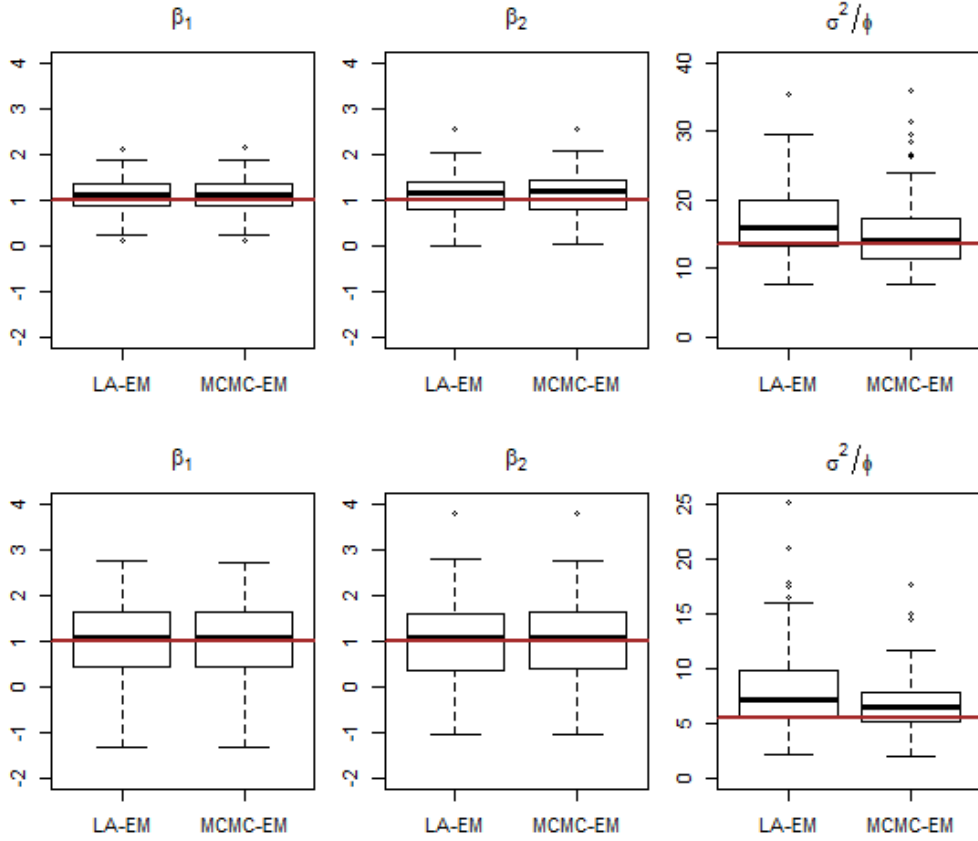 β₁ β₂ σ²/ϕ
4 4 40
3 3 30
2 2 20
1 1 10
0 0 0
-1 -1
-2 -2
LA-EM MCMC-EM LA-EM MCMC-EM LA-EM MCMC-EM
β₁ β₂ σ²/ϕ
4 4 25
3 3 20
2 2 15
1 1 10
0 0 5
-1 -1 0
-2 -2
LA-EM MCMC-EM LA-EM MCMC-EM LA-EM MCMC-EM